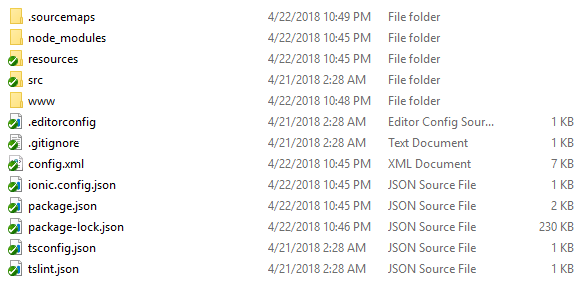 .sourcemaps 4/22/2018 10:49 PM File folder
node_modules 4/22/2018 10:45 PM File folder
resources 4/22/2018 10:45 PM File folder
src 4/21/2018 2:28 AM File folder
www 4/22/2018 10:48 PM File folder
.editorconfig 4/21/2018 2:28 AM Editor Config Sour... 1 KB
.gitignore 4/21/2018 2:28 AM Text Document 1 KB
config.xml 4/22/2018 10:45 PM XML Document 7 KB
ionic.config.json 4/22/2018 10:45 PM JSON Source File 1 KB
package.json 4/22/2018 10:45 PM JSON Source File 2 KB
package-lock.json 4/22/2018 10:46 PM JSON Source File 230 KB
tsconfig.json 4/21/2018 2:28 AM JSON Source File 1 KB
tslint.json 4/21/2018 2:28 AM JSON Source File 1 KB